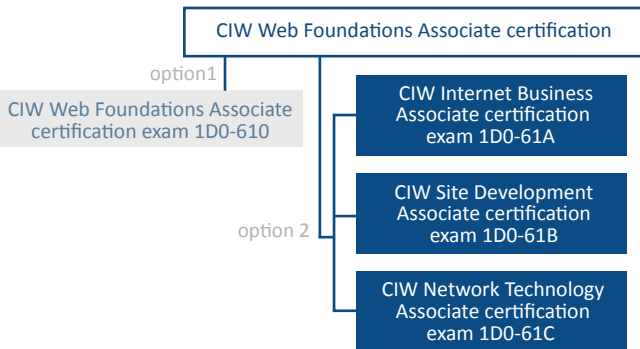 CIW Web Foundations Associate certification
option1
CIW Web Foundations Associate
certification exam 1D0-610
option 2
CIW Internet Business
Associate certification
exam 1D0-61A
CIW Site Development
Associate certification
exam 1D0-61B
CIW Network Technology
Associate certification
exam 1D0-61C